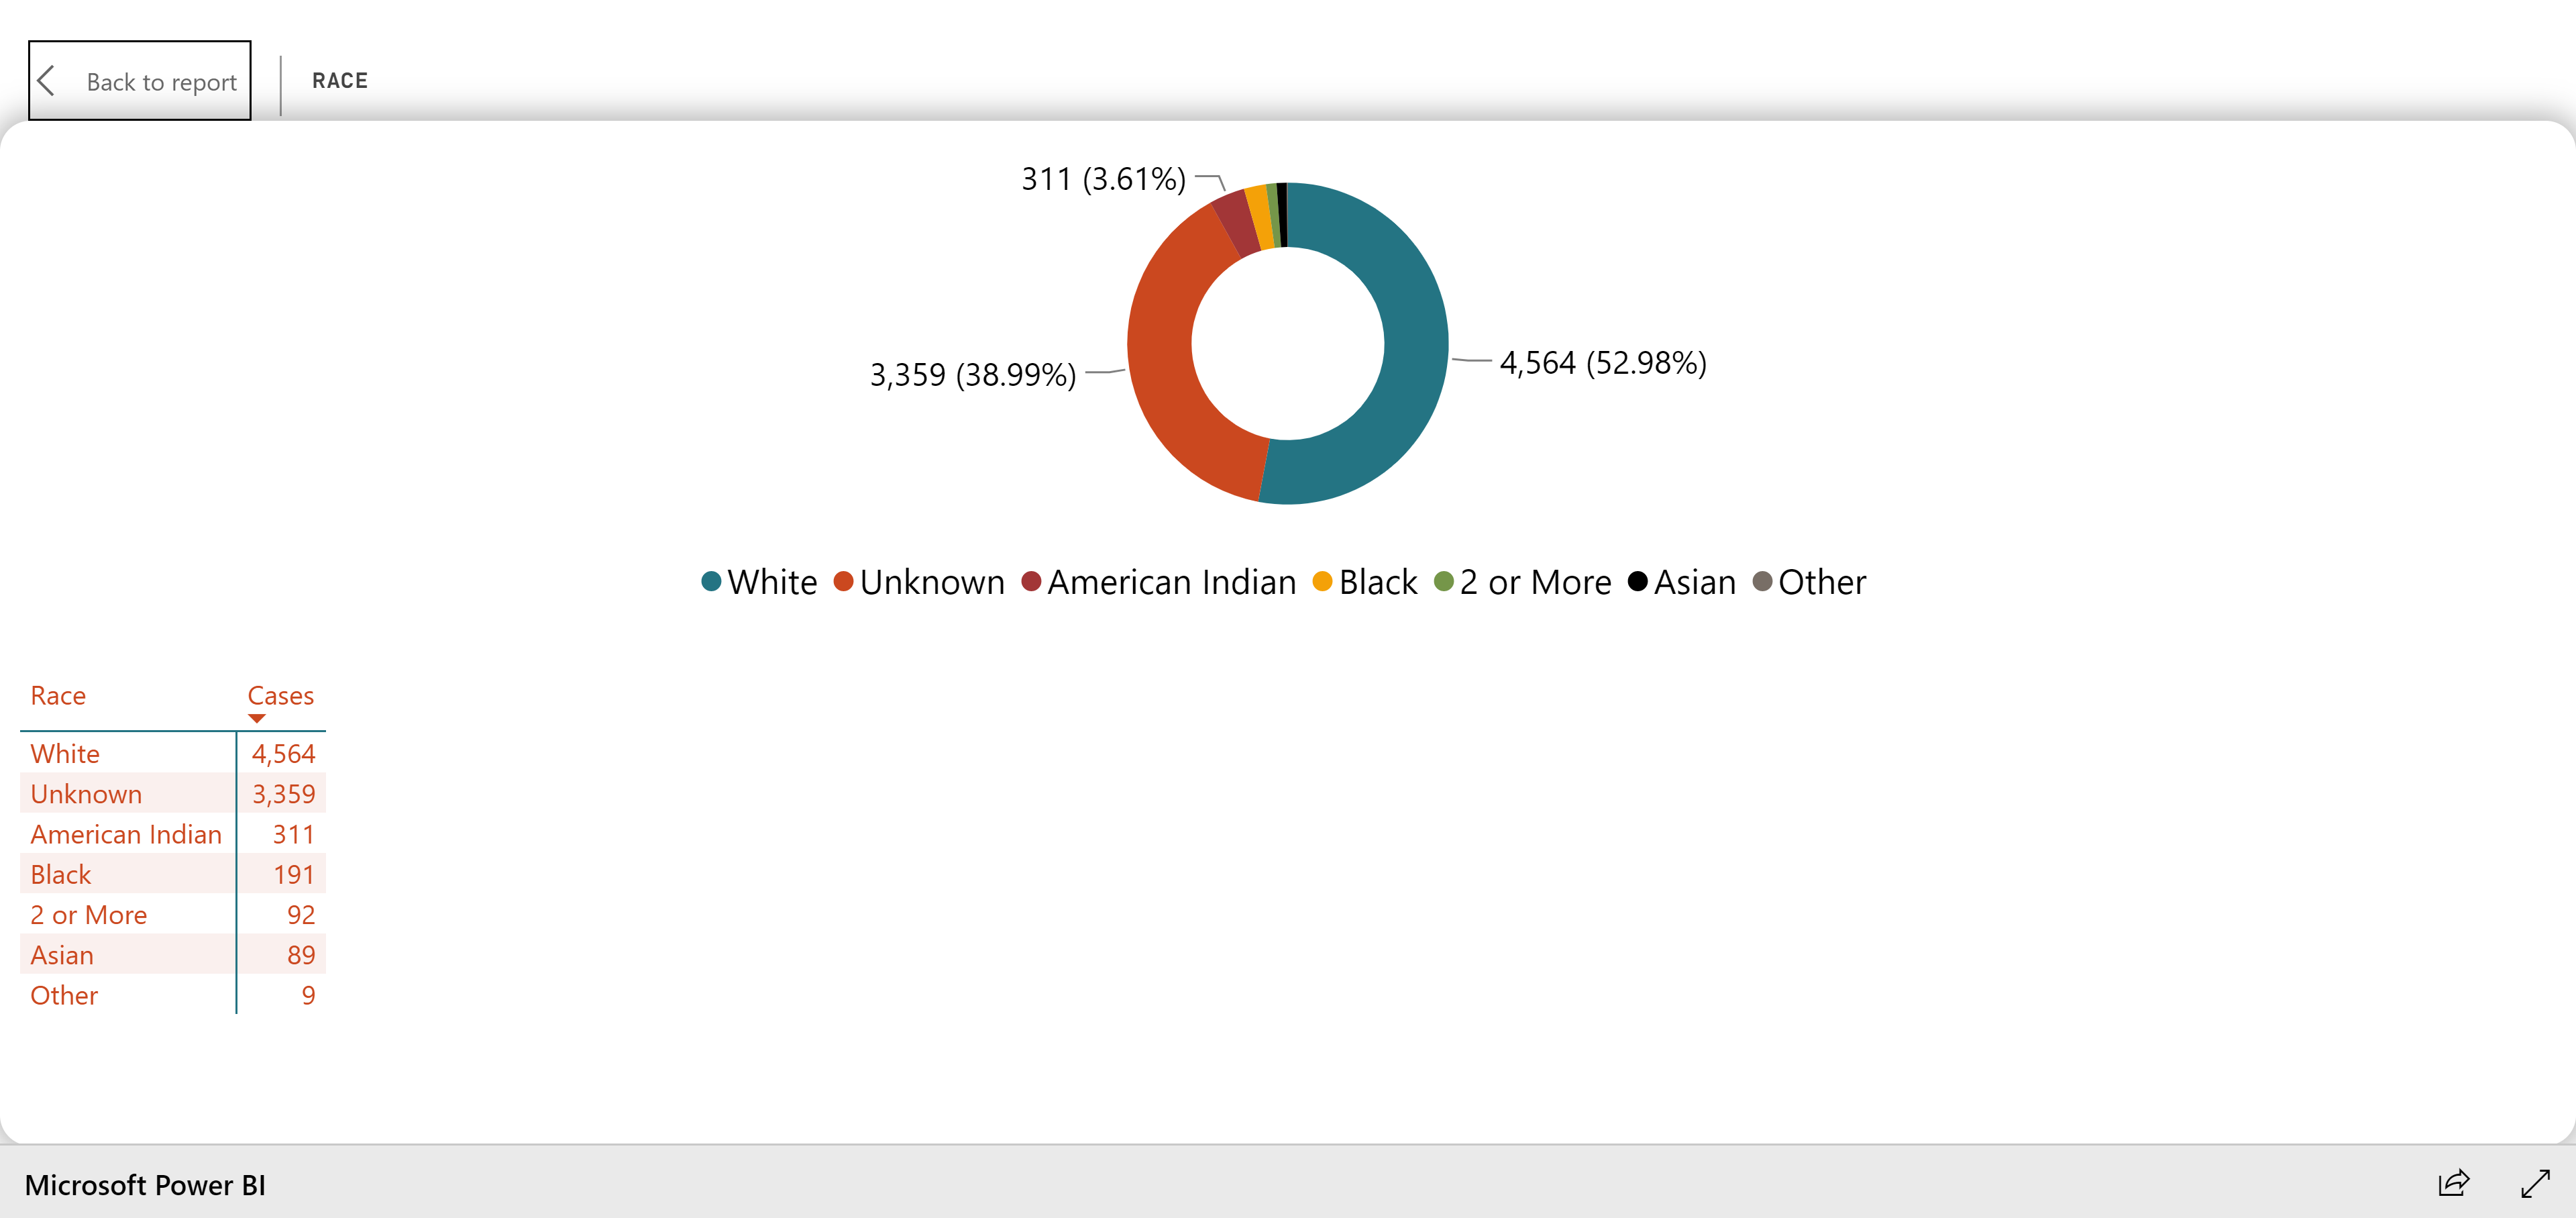 Back to report
RACE
311 (3.61%)
3,359 (38.99%)
4,564 (52.98%)
White Unknown American Indian Black 2 or More Asian Other
Race Cases
White 4,564
Unknown 3,359
American Indian 311
Black 191
2 or More 92
Asian 89
Other 9
Microsoft Power BI